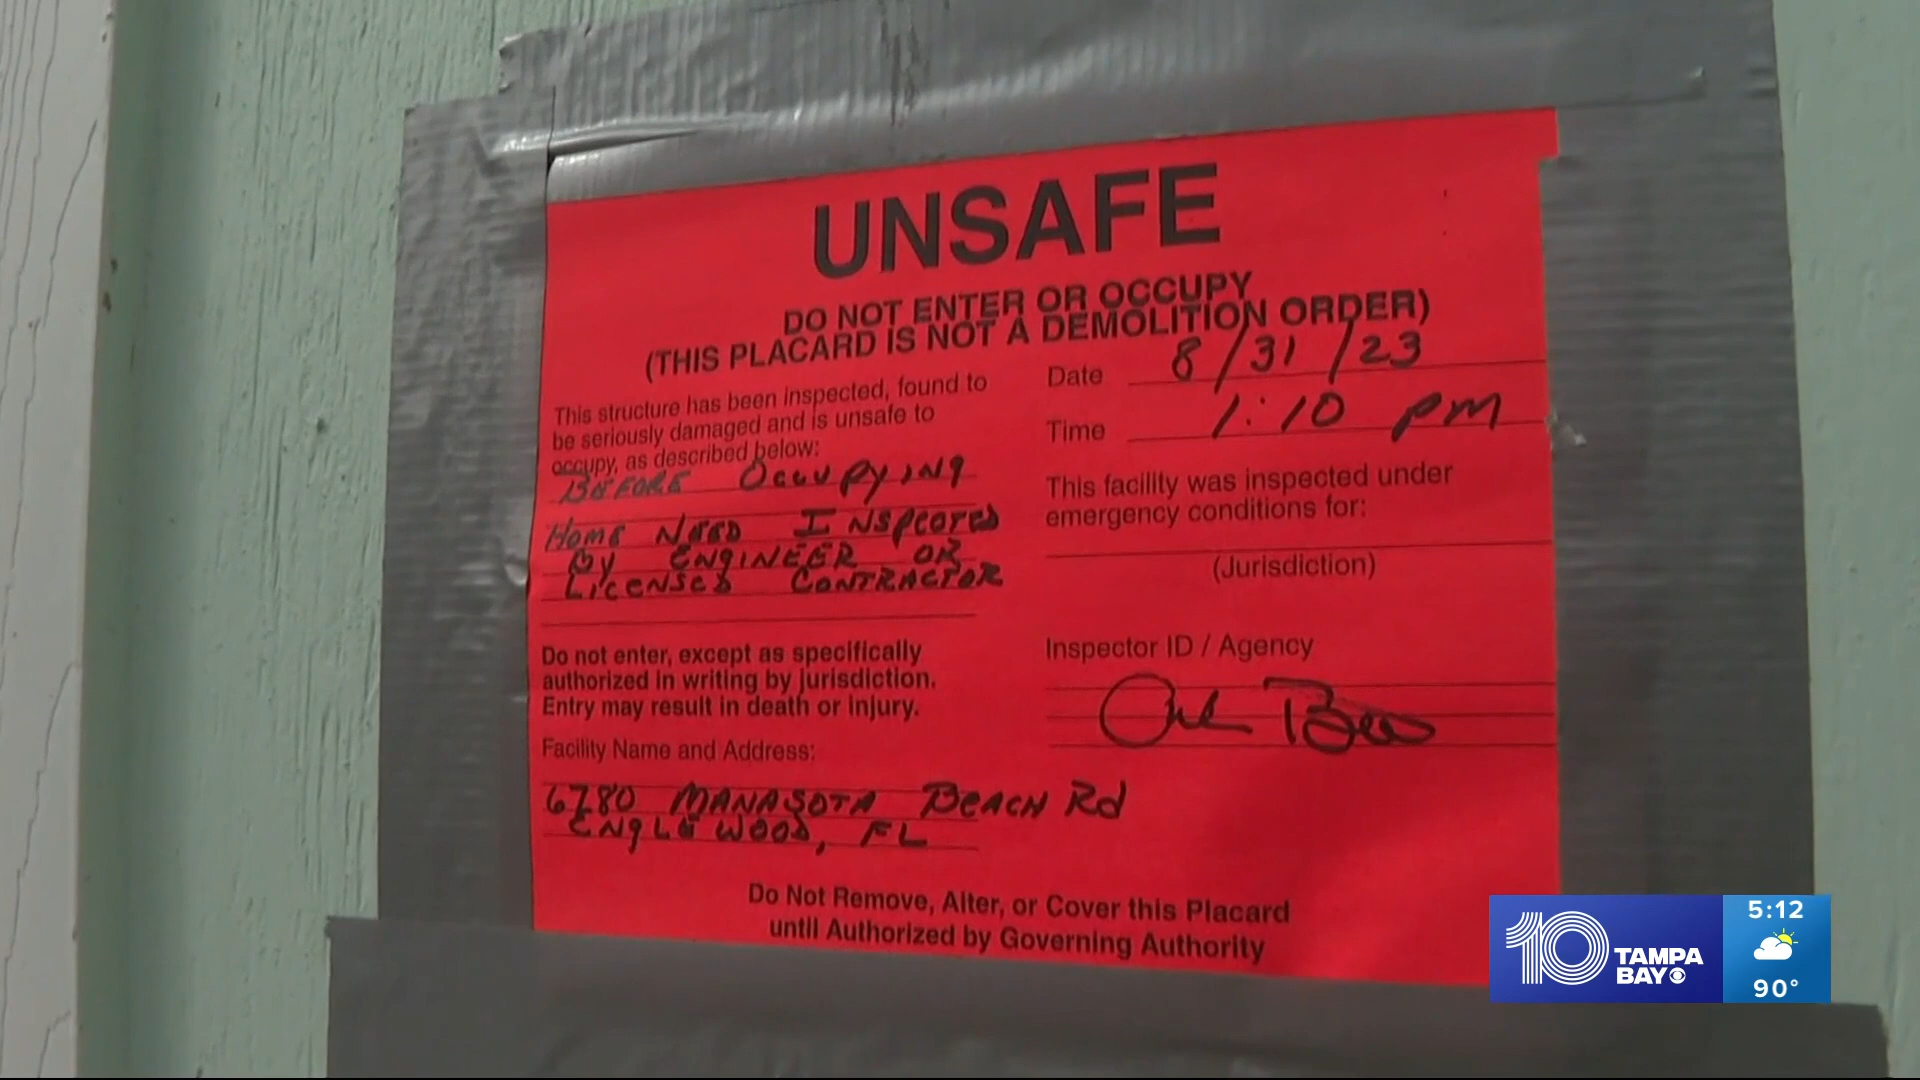 UNSAFE
DO NOT ENTER OR OCCUPY
(THIS PLACARD IS NOT A DEMOLITION ORDER)
This structure has been inspected, found to
be seriously damaged and is unsafe to
occupy, as described below:
BEFORE OCCUPYING
HOME NEED INSPECTED
BY ENGINEER OR
LICENSED CONTRACTOR
Do not enter, except as specifically
authorized in writing by jurisdiction.
Entry may result in death or injury.
Facility Name and Address:
6780 MANASOTA BEACH Rd
ENGLEWOOD, FL
Date 8/31/23
Time 1:10 PM
This facility was inspected under
emergency conditions for:
(Jurisdiction)
Inspector ID / Agency
Do Not Remove, Alter, or Cover this Placard
until Authorized by Governing Authority
10 TAMPA
BAY
5:12
90°